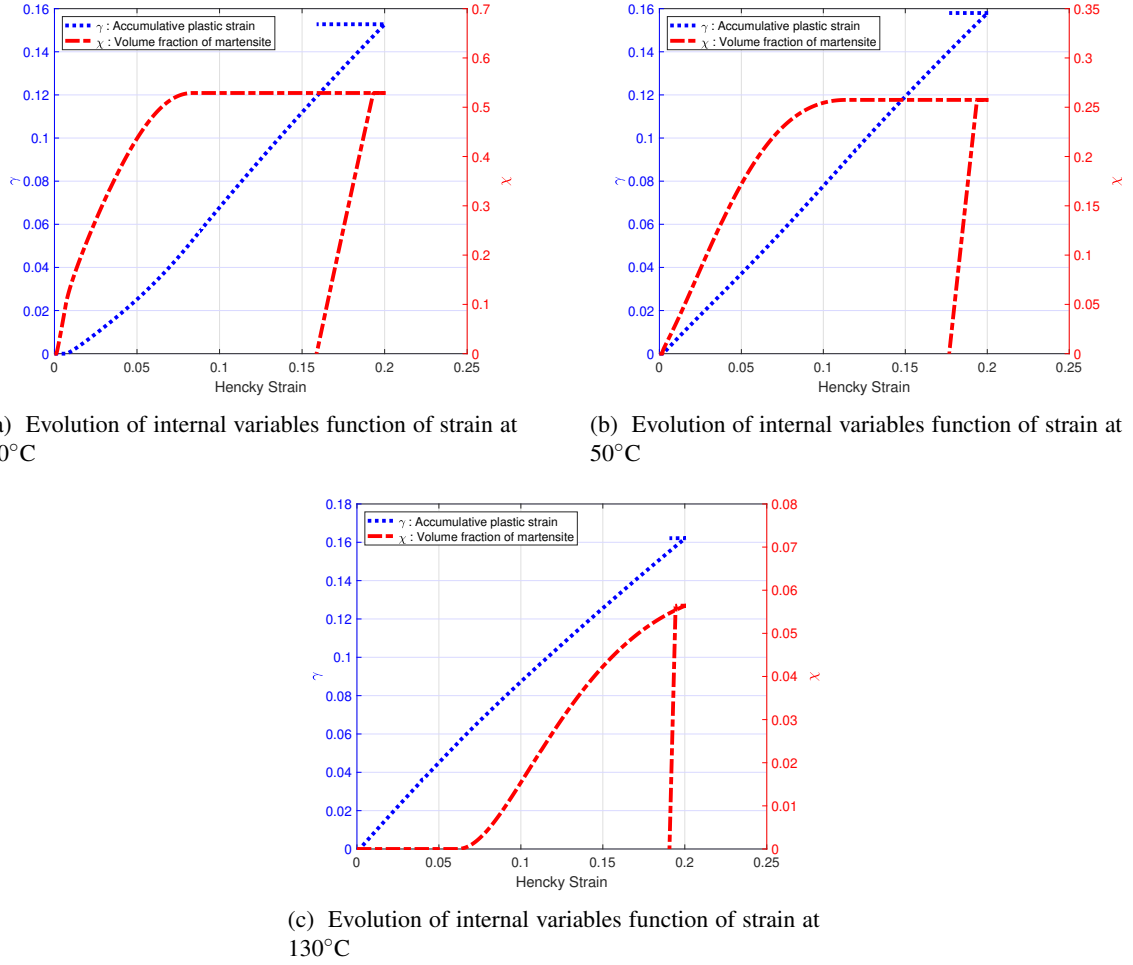 0.16
0.14
0.12
0.1
0.08
0.06
0.04
0.02
0
γ
γ : Accumulative plastic strain
χ : Volume fraction of martensite
0.7
0.6
0.5
0.4
0.3
0.2
0.1
0
χ
0 0.05 0.1 0.15 0.2 0.25
Hencky Strain
) Evolution of internal variables function of strain at
0°C
0.16
0.14
0.12
0.1
0.08
0.06
0.04
0.02
0
γ
γ : Accumulative plastic strain
χ : Volume fraction of martensite
0.35
0.3
0.25
0.2
0.15
0.1
0.05
0
χ
0 0.05 0.1 0.15 0.2 0.25
Hencky Strain
(b) Evolution of internal variables function of strain at
50°C
0.18
0.16
0.14
0.12
0.1
0.08
0.06
0.04
0.02
0
γ
γ : Accumulative plastic strain
χ : Volume fraction of martensite
0.08
0.07
0.06
0.05
0.04
0.03
0.02
0.01
0
χ
0 0.05 0.1 0.15 0.2 0.25
Hencky Strain
(c) Evolution of internal variables function of strain at
130°C